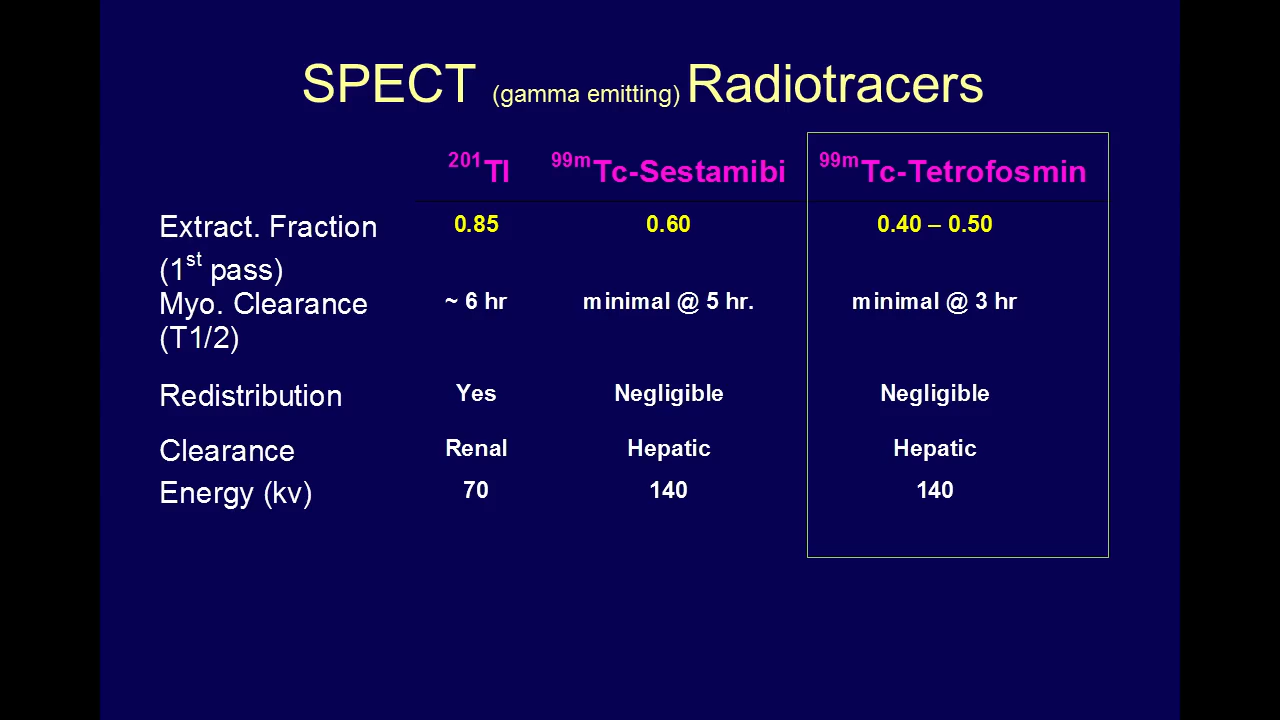 SPECT (gamma emitting) Radiotracers
201Tl 99mTc-Sestamibi 99mTc-Tetrofosmin
Extract. Fraction 0.85 0.60 0.40 – 0.50
(1st pass)
Myo. Clearance ~ 6 hr minimal @ 5 hr. minimal @ 3 hr
(T1/2)
Redistribution Yes Negligible Negligible
Clearance Renal Hepatic Hepatic
Energy (kv) 70 140 140